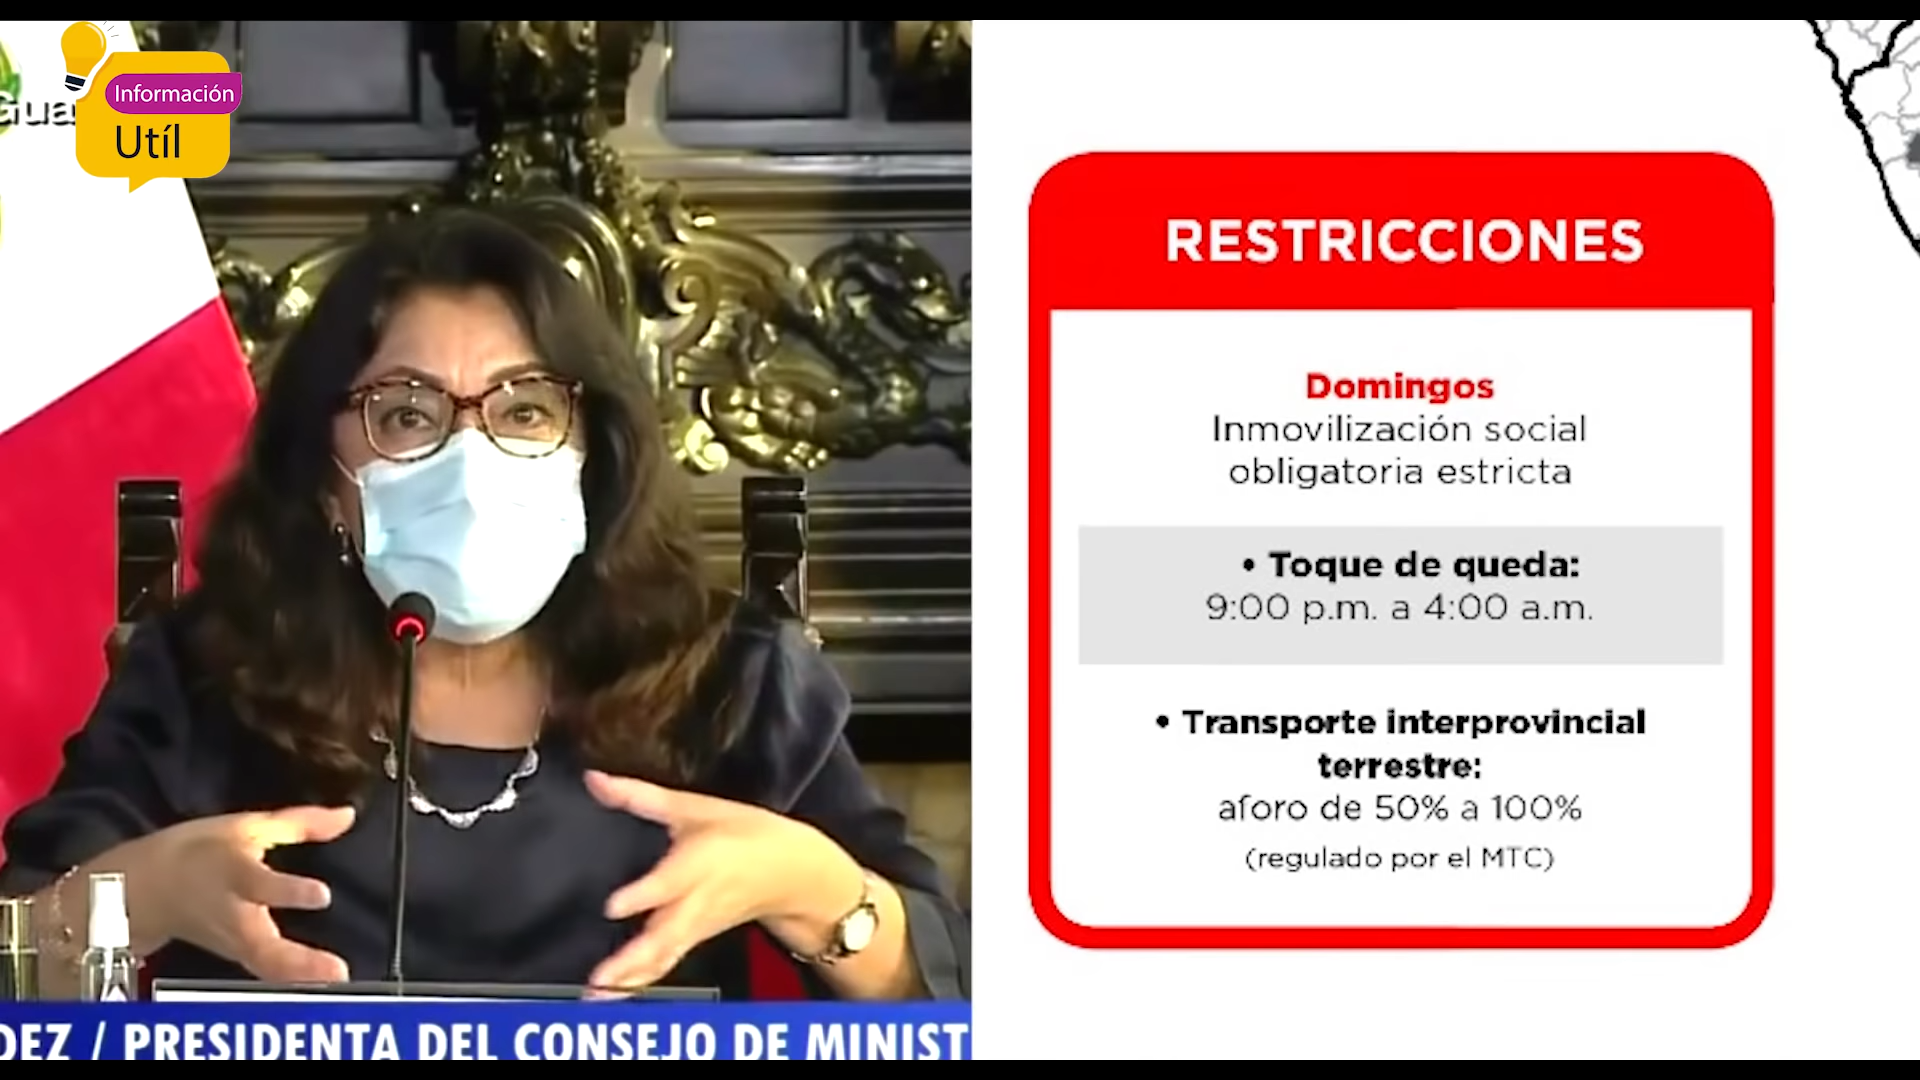 Gua
Información
Utíl
DEZ / PRESIDENTA DEL CONSEJO DE MINIST
RESTRICCIONES
Domingos
Inmovilización social
obligatoria estricta
• Toque de queda:
9:00 p.m. a 4:00 a.m.
• Transporte interprovincial
terrestre:
aforo de 50% a 100%
(regulado por el MTC)